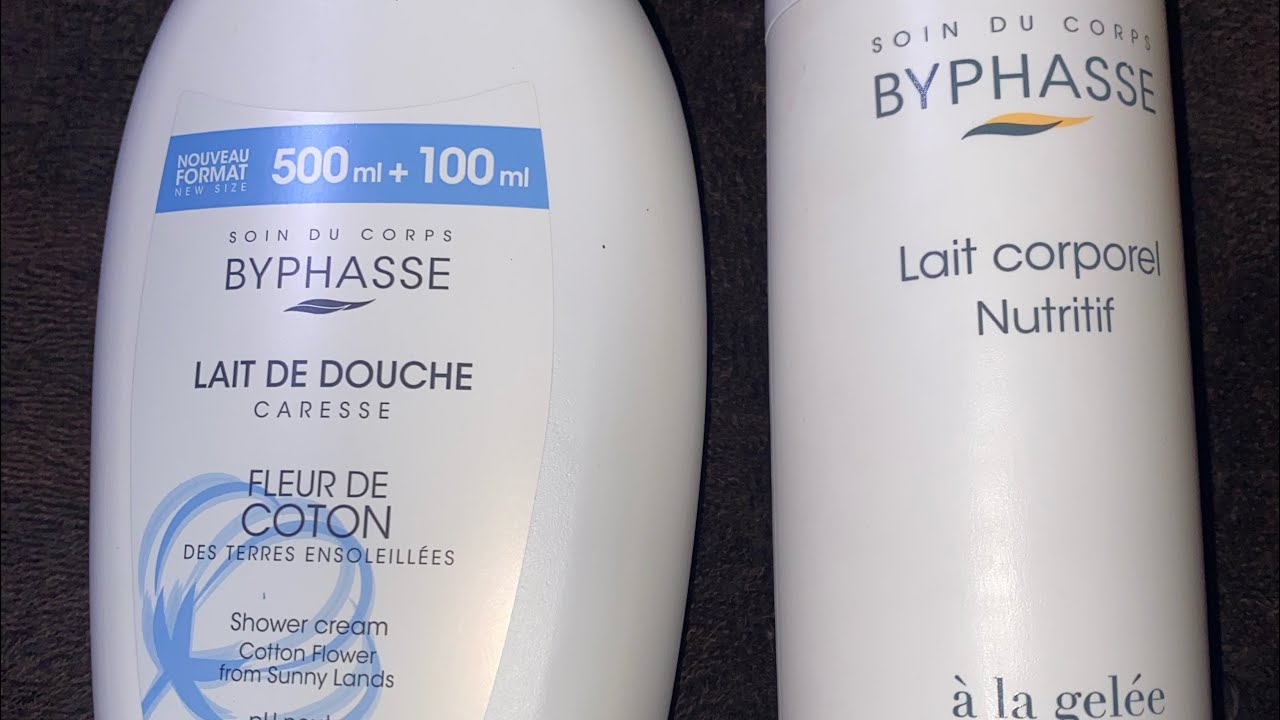 NOUVEAU
FORMAT
NEW SIZE
500 ml + 100 ml
SOIN DU CORPS
BYPHASSE
LAIT DE DOUCHE
CARESSE
FLEUR DE
COTON
DES TERRES ENSOLEILLÉES
Shower cream
Cotton Flower
from Sunny Lands
pH
SOIN DU CORPS
BYPHASSE
Lait corporel
Nutritif
à la gelée